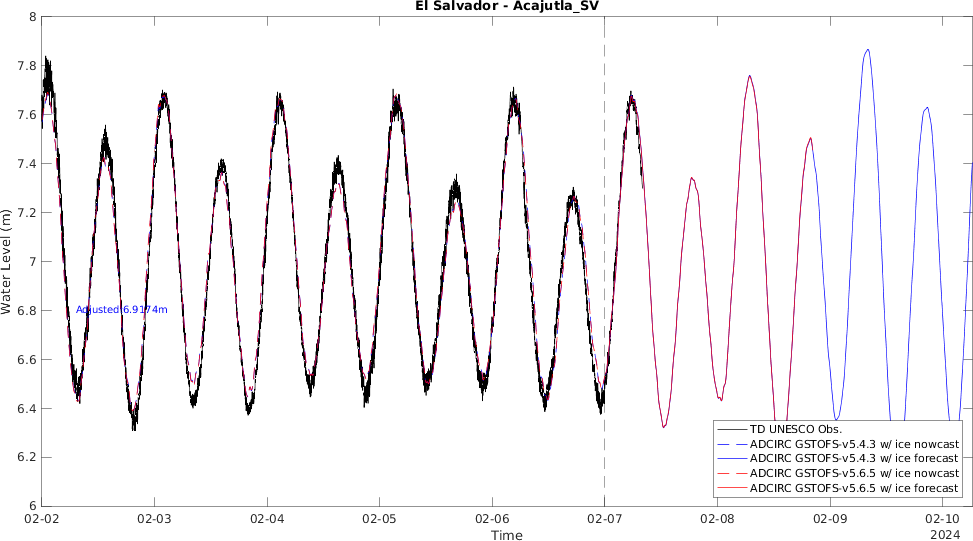 El Salvador - Acajutla_SV
8
7.8
7.6
7.4
7.2
7
6.8
6.6
6.4
6.2
6
Water Level (m)
Adjusted:6.9174m
TD UNESCO Obs.
ADCIRC GSTOFS-v5.4.3 w/ ice nowcast
ADCIRC GSTOFS-v5.4.3 w/ ice forecast
ADCIRC GSTOFS-v5.6.5 w/ ice nowcast
ADCIRC GSTOFS-v5.6.5 w/ ice forecast
02-02 02-03 02-04 02-05 02-06 02-07 02-08 02-09 02-10
2024
Time